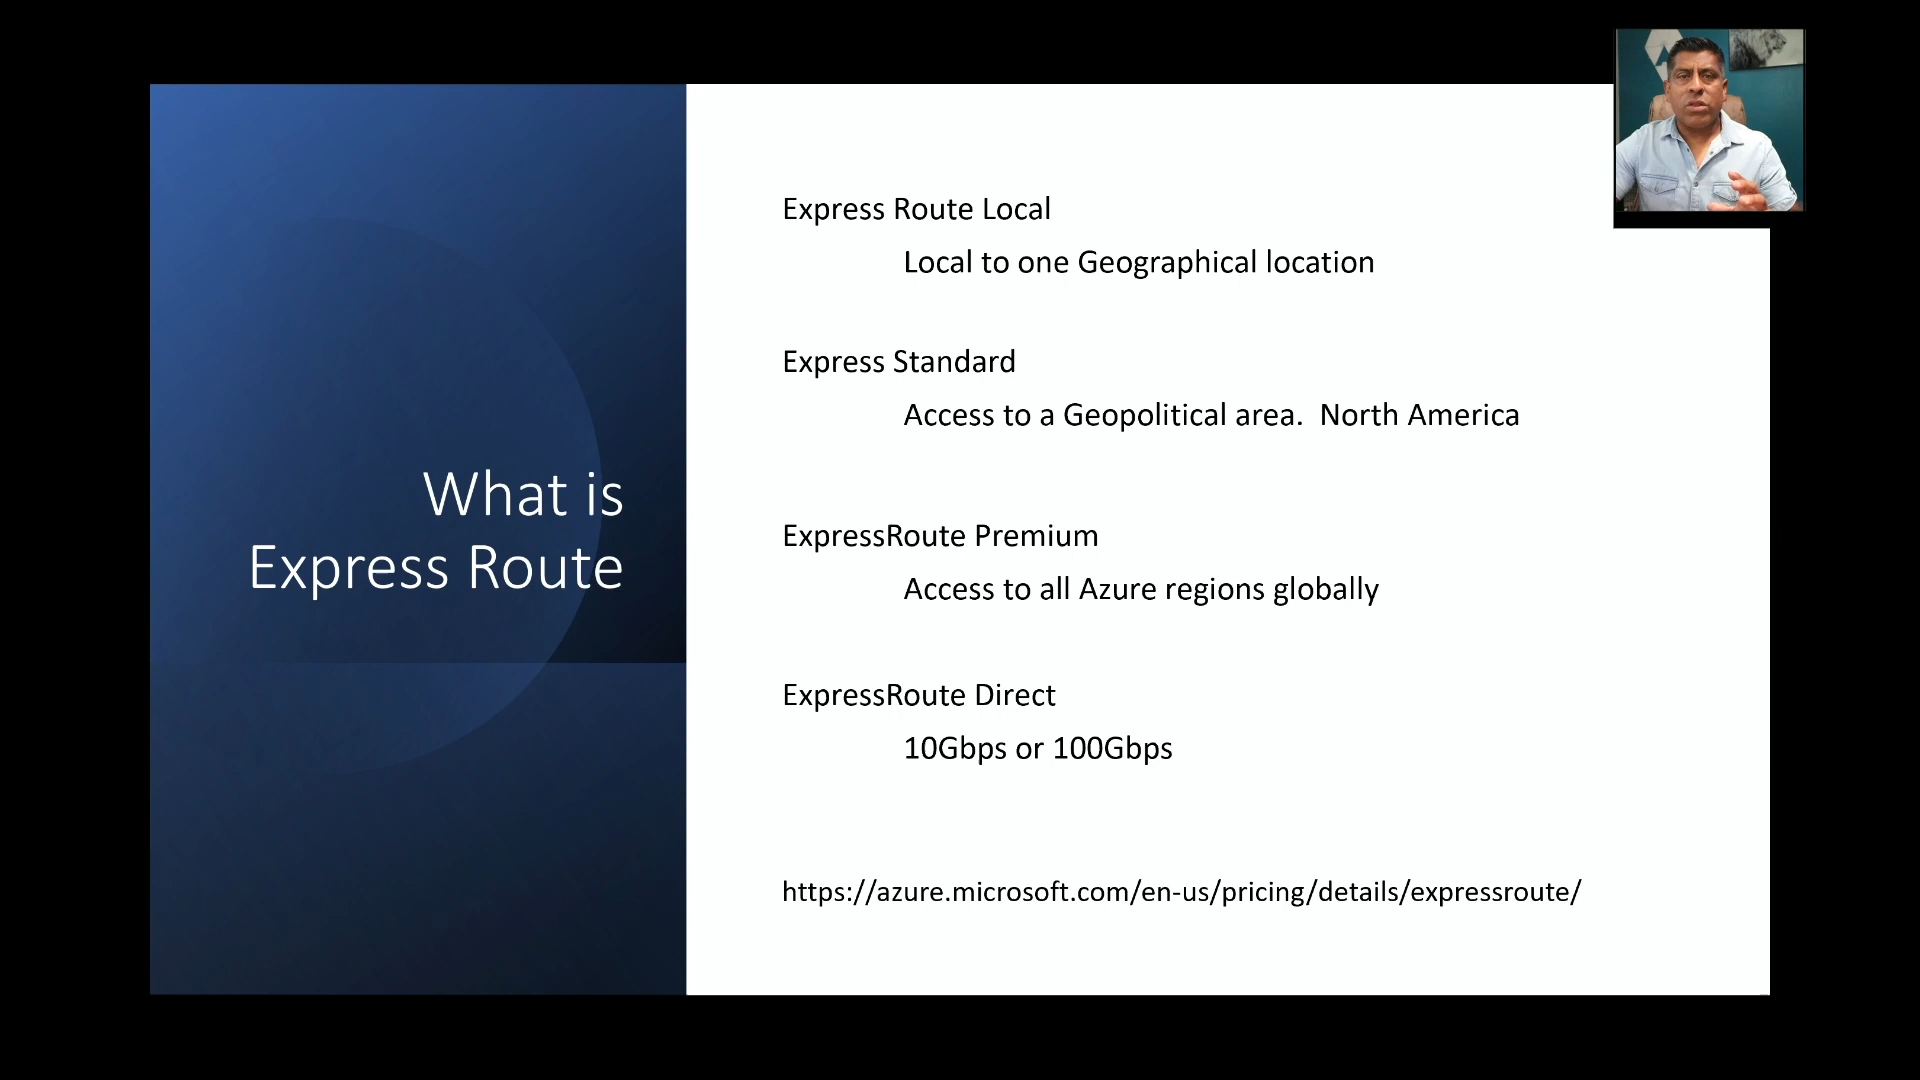 What is
Express Route
Express Route Local
Local to one Geographical location
Express Standard
Access to a Geopolitical area.  North America
ExpressRoute Premium
Access to all Azure regions globally
ExpressRoute Direct
10Gbps or 100Gbps
https://azure.microsoft.com/en-us/pricing/details/expressroute/